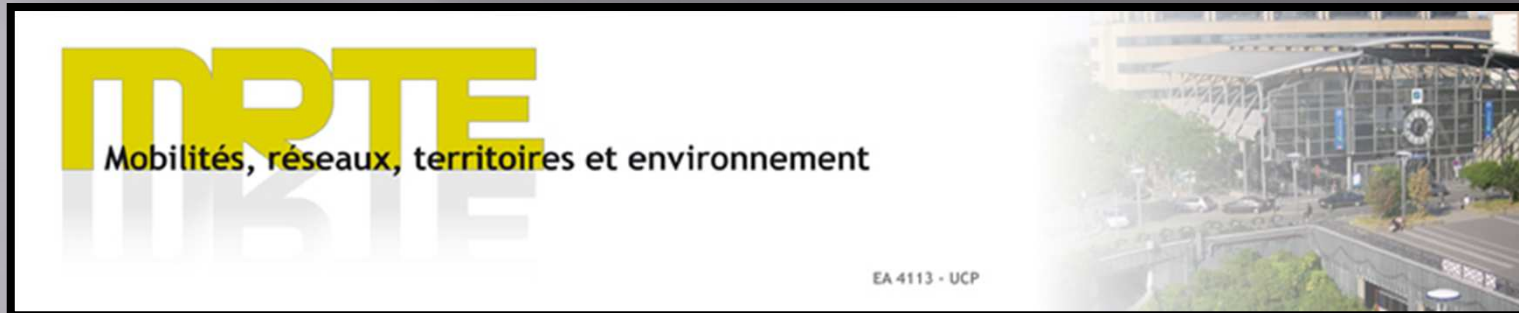 MRTE
Mobilités, réseaux, territoires et environnement
EA 4113 - UCP